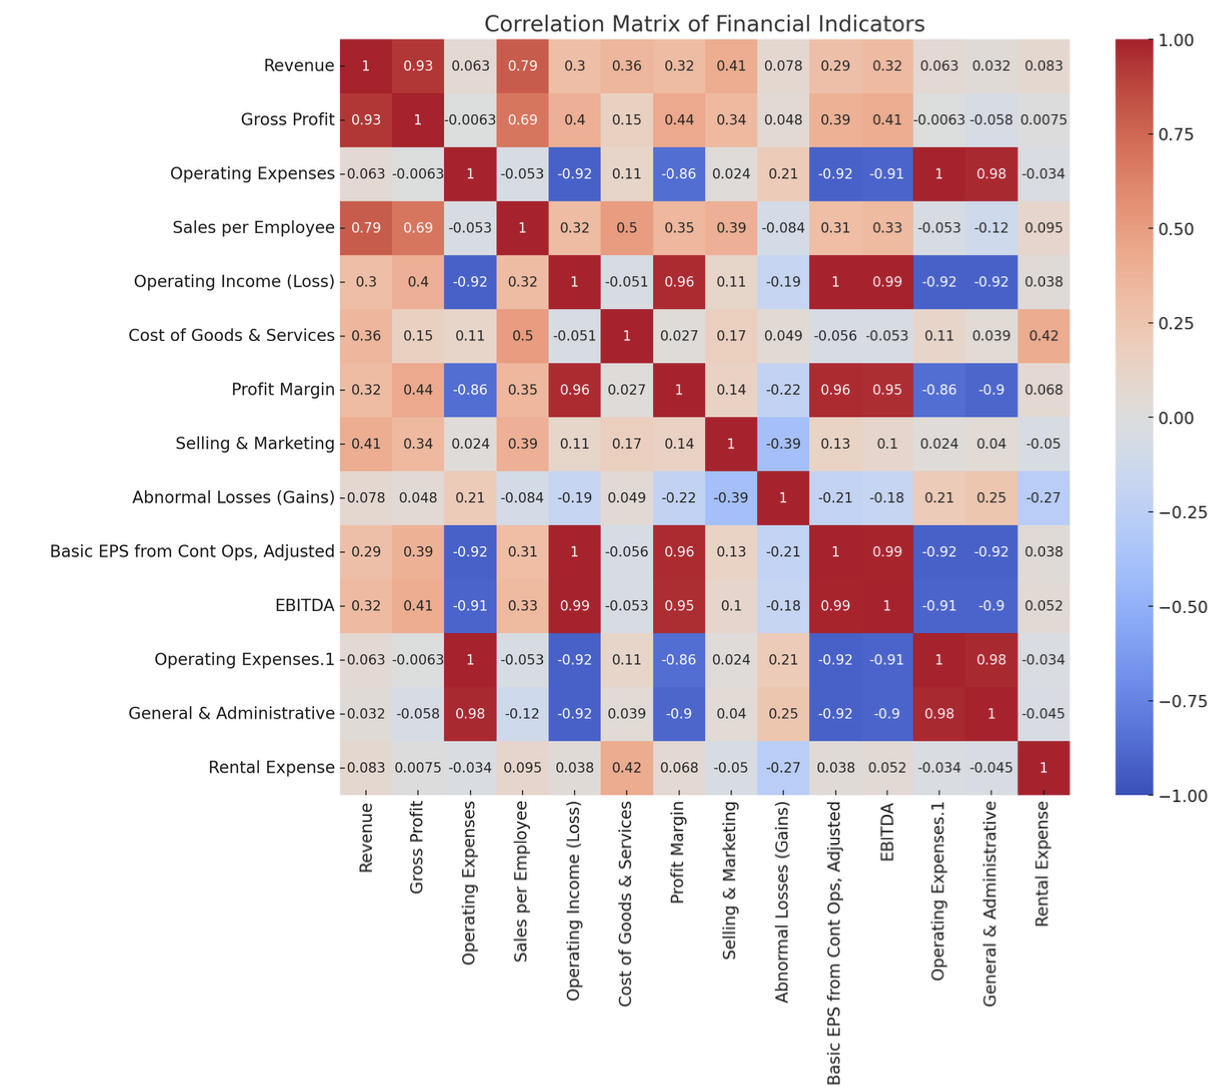 Correlation Matrix of Financial Indicators
Revenue 1 0.93 0.063 0.79 0.3 0.36 0.32 0.41 0.078 0.29 0.32 0.063 0.032 0.083
Gross Profit 0.93 1 -0.0063 0.69 0.4 0.15 0.44 0.34 0.048 0.39 0.41 -0.0063 -0.058 0.0075
Operating Expenses 0.063 -0.0063 1 -0.053 -0.92 0.11 -0.86 0.024 0.21 -0.92 -0.91 1 0.98 -0.034
Sales per Employee 0.79 0.69 -0.053 1 0.32 0.5 0.35 0.39 -0.084 0.31 0.33 -0.053 -0.12 0.095
Operating Income (Loss) 0.3 0.4 -0.92 0.32 1 -0.051 0.96 0.11 -0.19 1 0.99 -0.92 -0.92 0.038
Cost of Goods & Services 0.36 0.15 0.11 0.5 -0.051 1 0.027 0.17 0.049 -0.056 -0.053 0.11 0.039 0.42
Profit Margin 0.32 0.44 -0.86 0.35 0.96 0.027 1 0.14 -0.22 0.96 0.95 -0.86 -0.9 0.068
Selling & Marketing 0.41 0.34 0.024 0.39 0.11 0.17 0.14 1 -0.39 0.13 0.1 0.024 0.04 -0.05
Abnormal Losses (Gains) 0.078 0.048 0.21 -0.084 -0.19 0.049 -0.22 -0.39 1 -0.21 -0.18 0.21 0.25 -0.27
Basic EPS from Cont Ops, Adjusted 0.29 0.39 -0.92 0.31 1 -0.056 0.96 0.13 -0.21 1 0.99 -0.92 -0.92 0.038
EBITDA 0.32 0.41 -0.91 0.33 0.99 -0.053 0.95 0.1 -0.18 0.99 1 -0.91 -0.9 0.052
Operating Expenses.1 0.063 -0.0063 1 -0.053 -0.92 0.11 -0.86 0.024 0.21 -0.92 -0.91 1 0.98 -0.034
General & Administrative 0.032 -0.058 0.98 -0.12 -0.92 0.039 -0.9 0.04 0.25 -0.92 -0.9 0.98 1 -0.045
Rental Expense 0.083 0.0075 -0.034 0.095 0.038 0.42 0.068 -0.05 -0.27 0.038 0.052 -0.034 -0.045 1
Revenue
Gross Profit
Operating Expenses
Sales per Employee
Operating Income (Loss)
Cost of Goods & Services
Profit Margin
Selling & Marketing
Abnormal Losses (Gains)
Basic EPS from Cont Ops, Adjusted
EBITDA
Operating Expenses.1
General & Administrative
Rental Expense
1.00
0.75
0.50
0.25
0.00
−0.25
−0.50
−0.75
−1.00